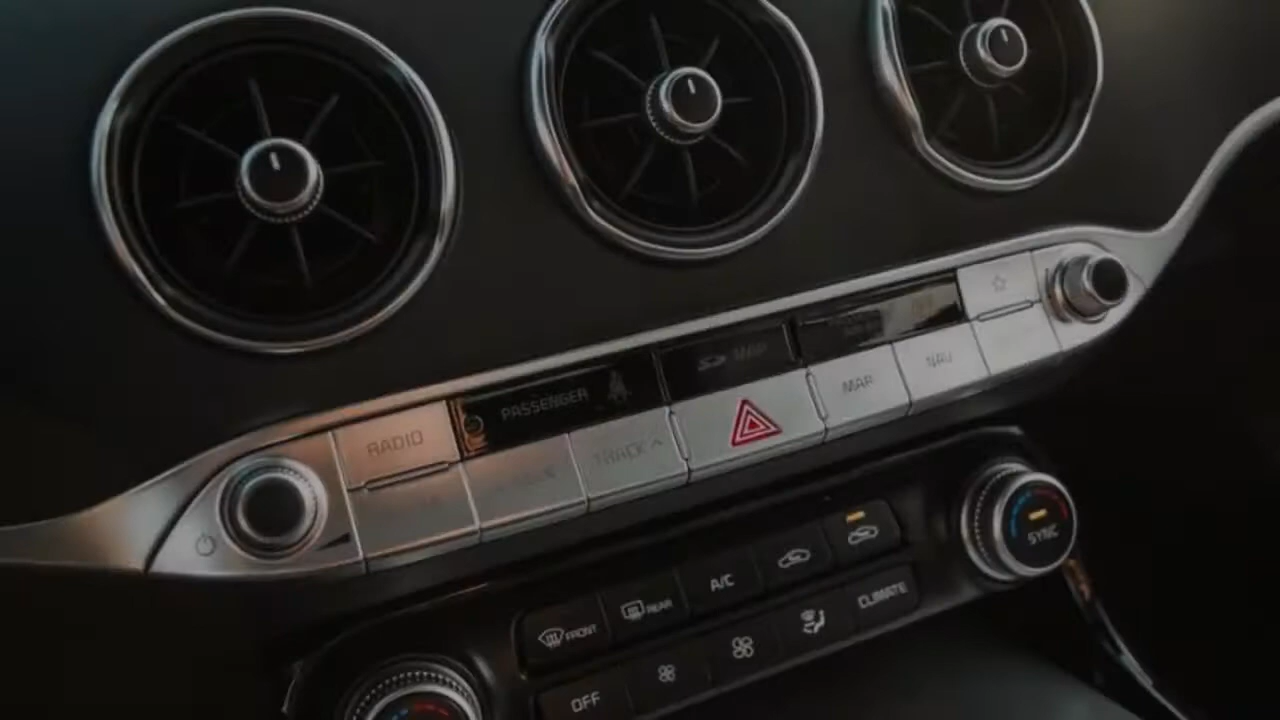 PASSENGER
RADIO
TRACK
MAP
NAV
SYNC
FRONT
REAR
A/C
CLIMATE
OFF